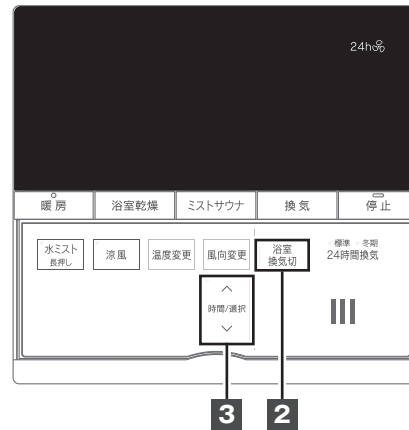 24h
暖房 浴室乾燥 ミストサウナ 換気 停止
水ミスト
長押し
涼風
温度変更
風向変更
浴室
換気切
標準 冬期
24時間換気
時間/選択
3 2